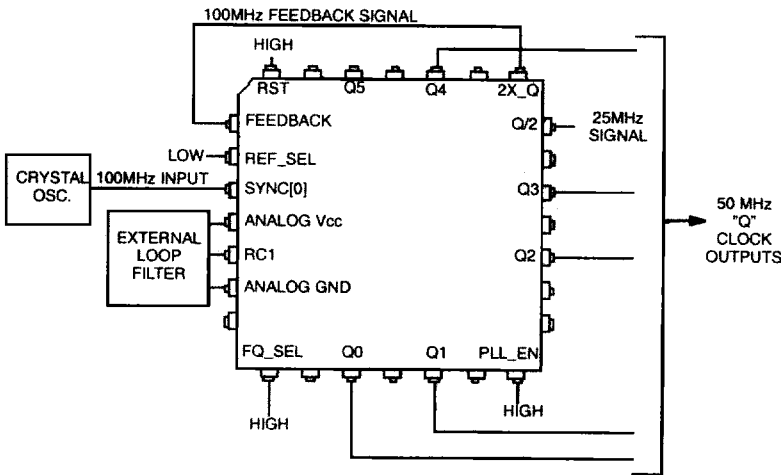 100MHz FEEDBACK SIGNAL
HIGH
RST
Q5
Q4
2X_Q
FEEDBACK
Q/2
25MHz
SIGNAL
LOW
REF_SEL
CRYSTAL
OSC.
100MHz INPUT
SYNC[0]
Q3
ANALOG Vcc
50 MHz
"Q"
CLOCK
OUTPUTS
EXTERNAL
LOOP
FILTER
RC1
Q2
ANALOG GND
FQ_SEL
Q0
Q1
PLL_EN
HIGH
HIGH